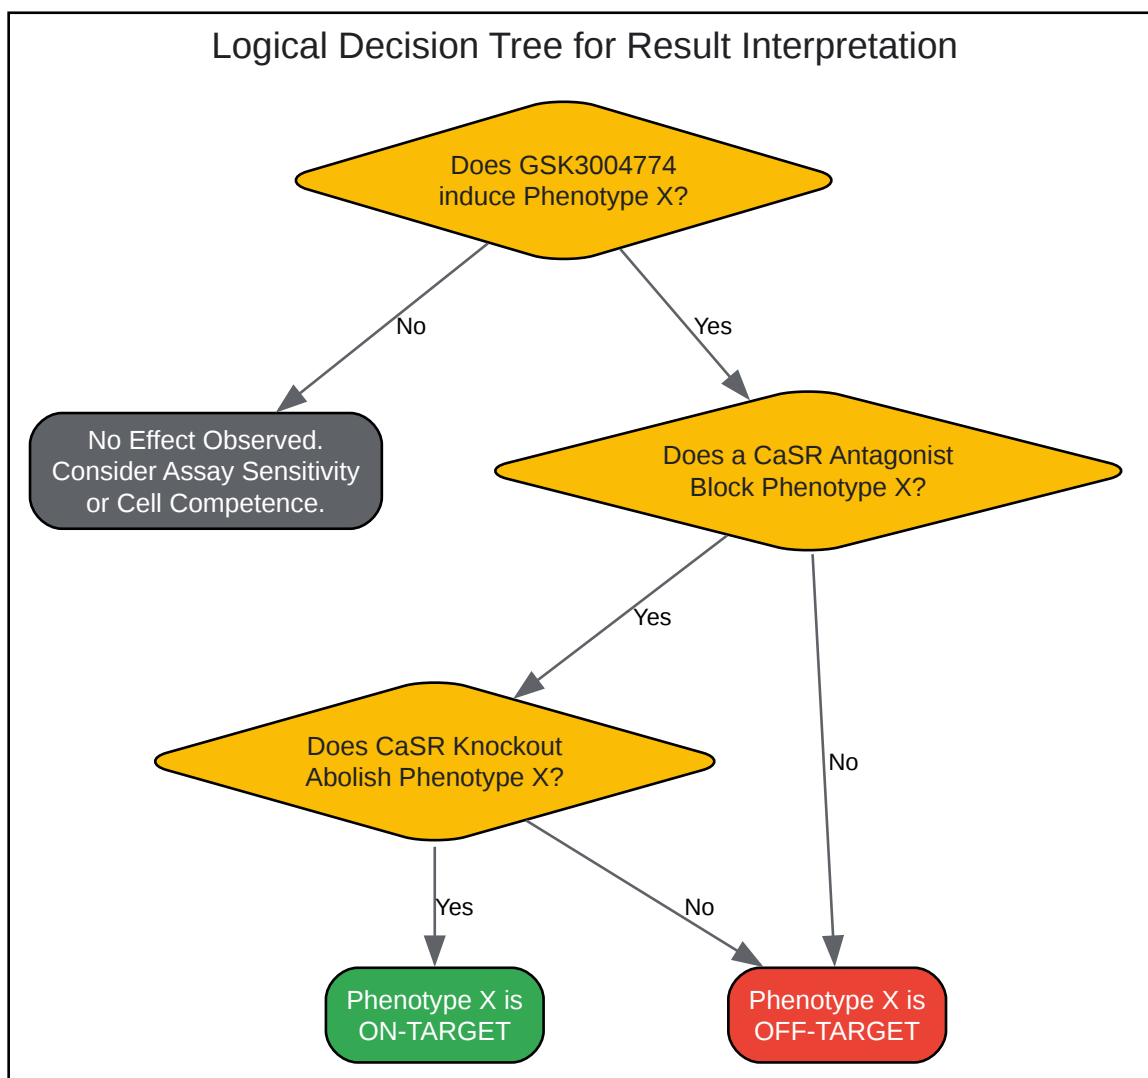 Logical Decision Tree for Result Interpretation
Does GSK3004774
induce Phenotype X?
No
Yes
No Effect Observed.
Consider Assay Sensitivity
or Cell Competence.
Does a CaSR Antagonist
Block Phenotype X?
Yes
No
Does CaSR Knockout
Abolish Phenotype X?
Yes
No
Phenotype X is
ON-TARGET
Phenotype X is
OFF-TARGET